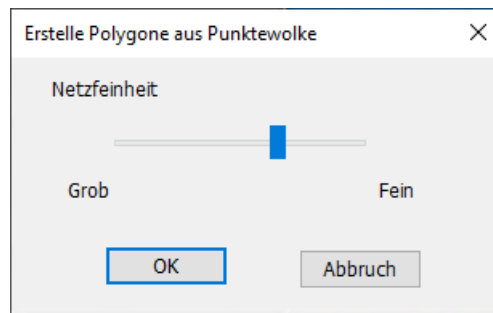 Erstelle Polygone aus Punktewolke
Netzfeinheit
Grob Fein
OK Abbruch